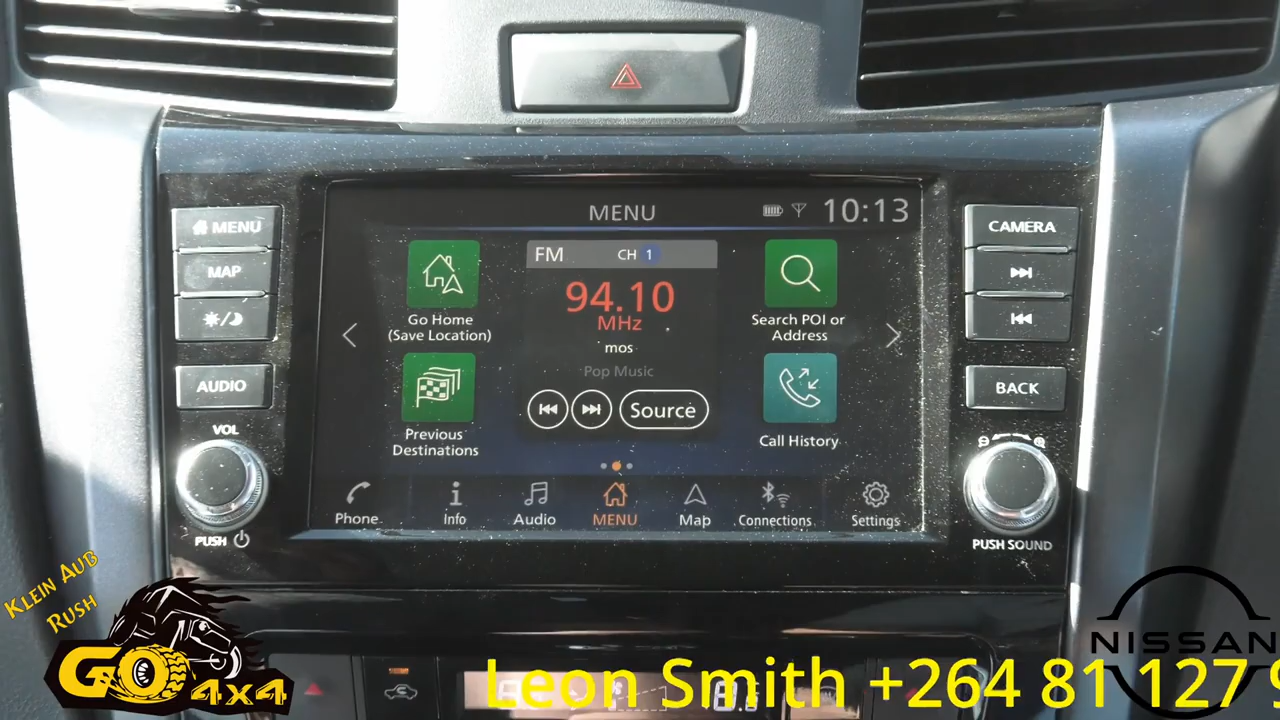 MENU 10:13
MENU
MAP
AUDIO
VOL
PUSH
CAMERA
BACK
PUSH SOUND
Go Home
(Save Location)
Previous
Destinations
FM CH 1
94.10
MHz
mos
Pop Music
Source
Search POI or
Address
Call History
Phone
Info
Audio
MENU
Map
Connections
Settings
KLEIN AUB
RUSH
GO
4x4
NISSAN
Leon Smith +264 81 127